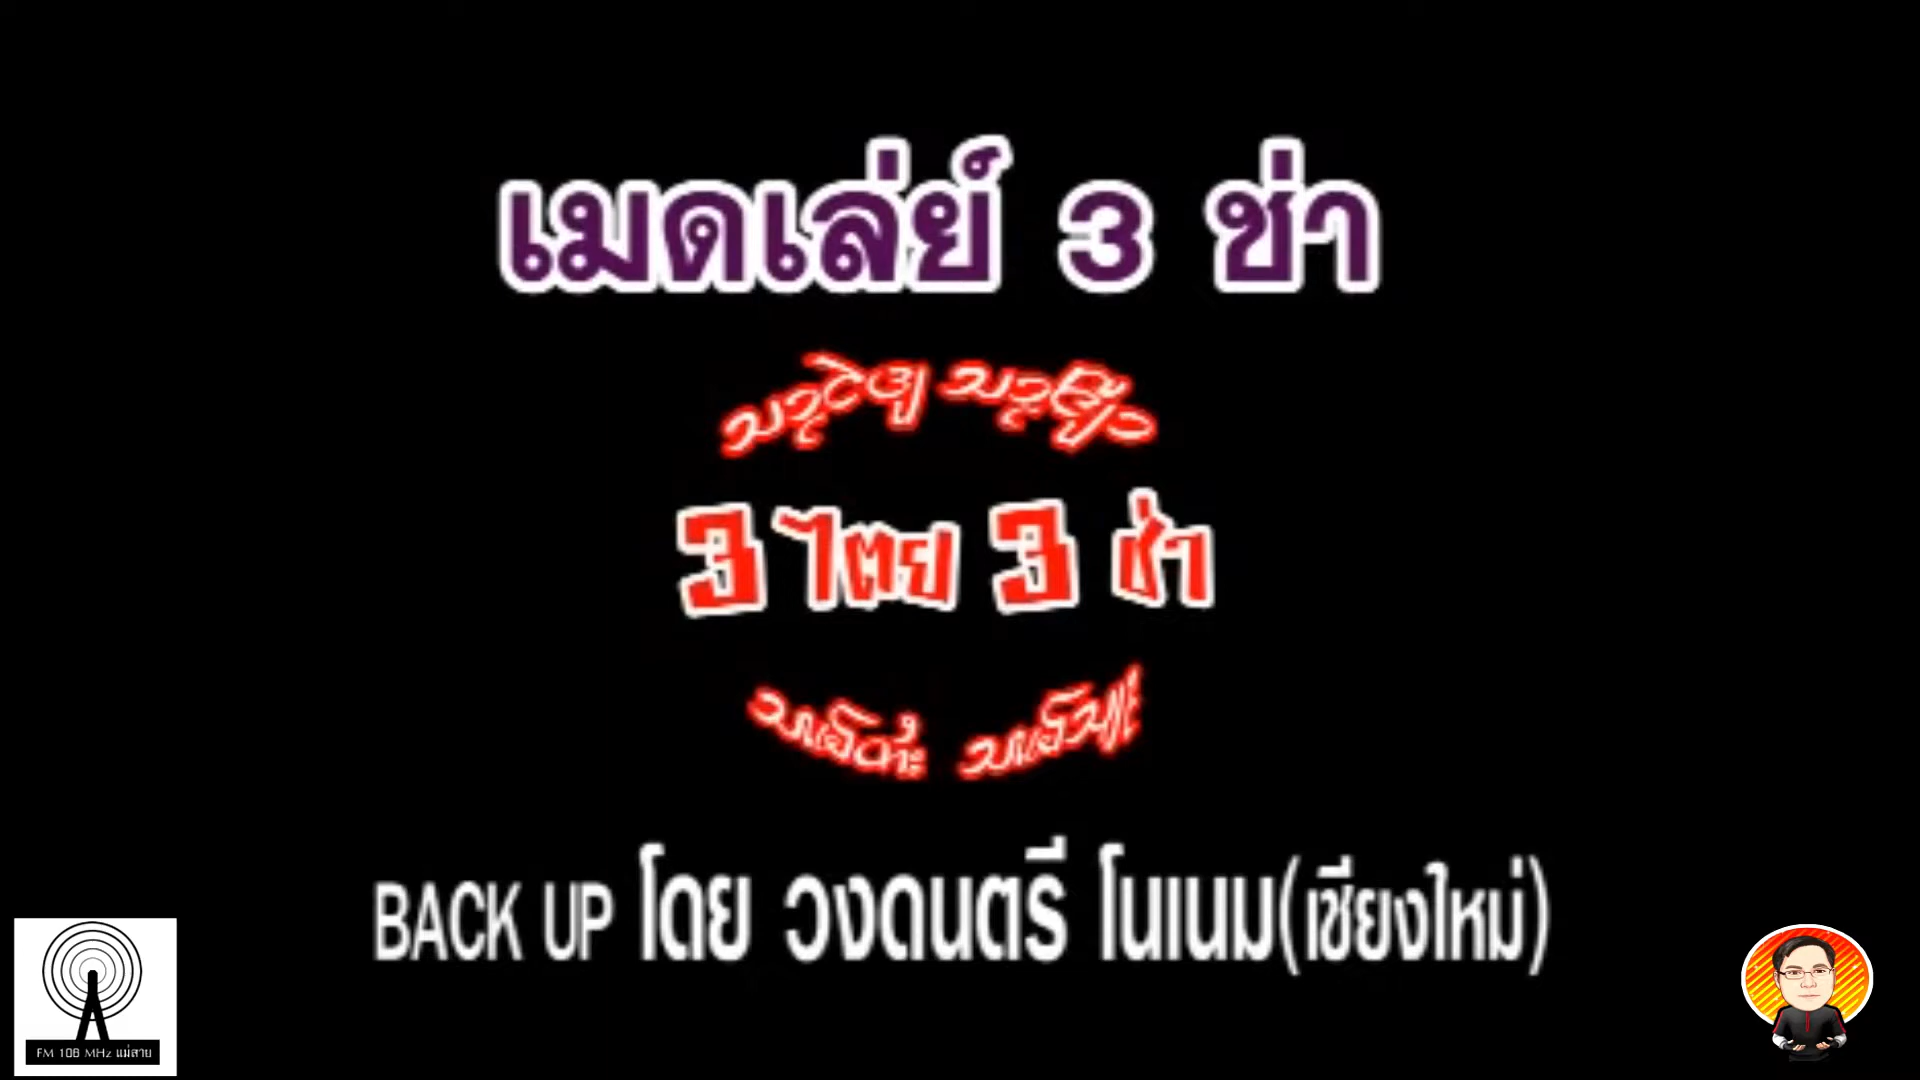 เมดเล่ย์ 3 ช่า
3 ไตย 3 ช่า
BACK UP โดย วงดนตรี โนเนม(เชียงใหม่)
FM 106 MHz แม่สาย